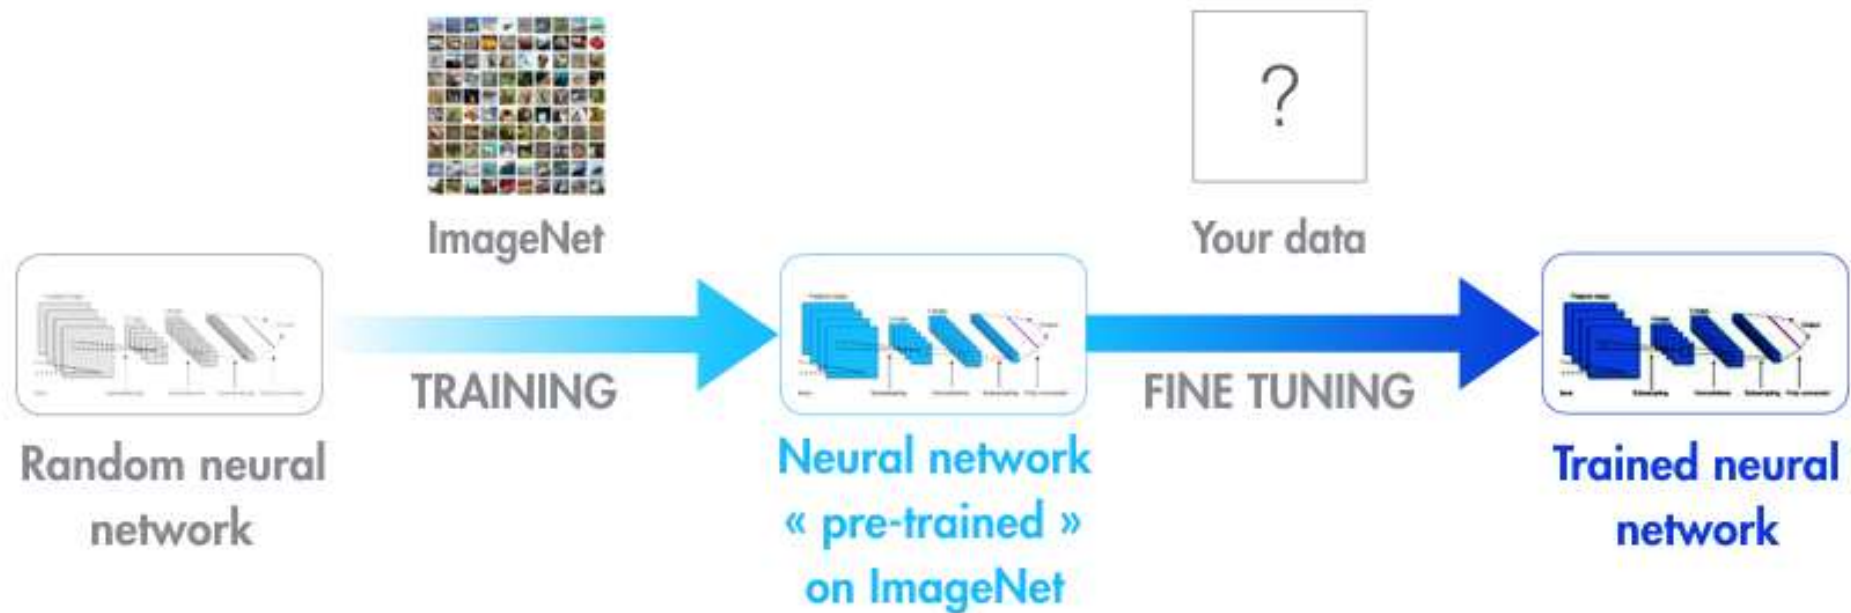 ImageNet
?
Your data
TRAINING
FINE TUNING
Random neural
network
Neural network
« pre-trained »
on ImageNet
Trained neural
network